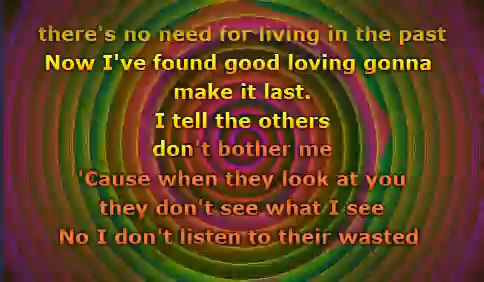 there's no need for living in the past
Now I've found good loving gonna
make it last.
I tell the others
don't bother me
'Cause when they look at you
they don't see what I see
No I don't listen to their wasted